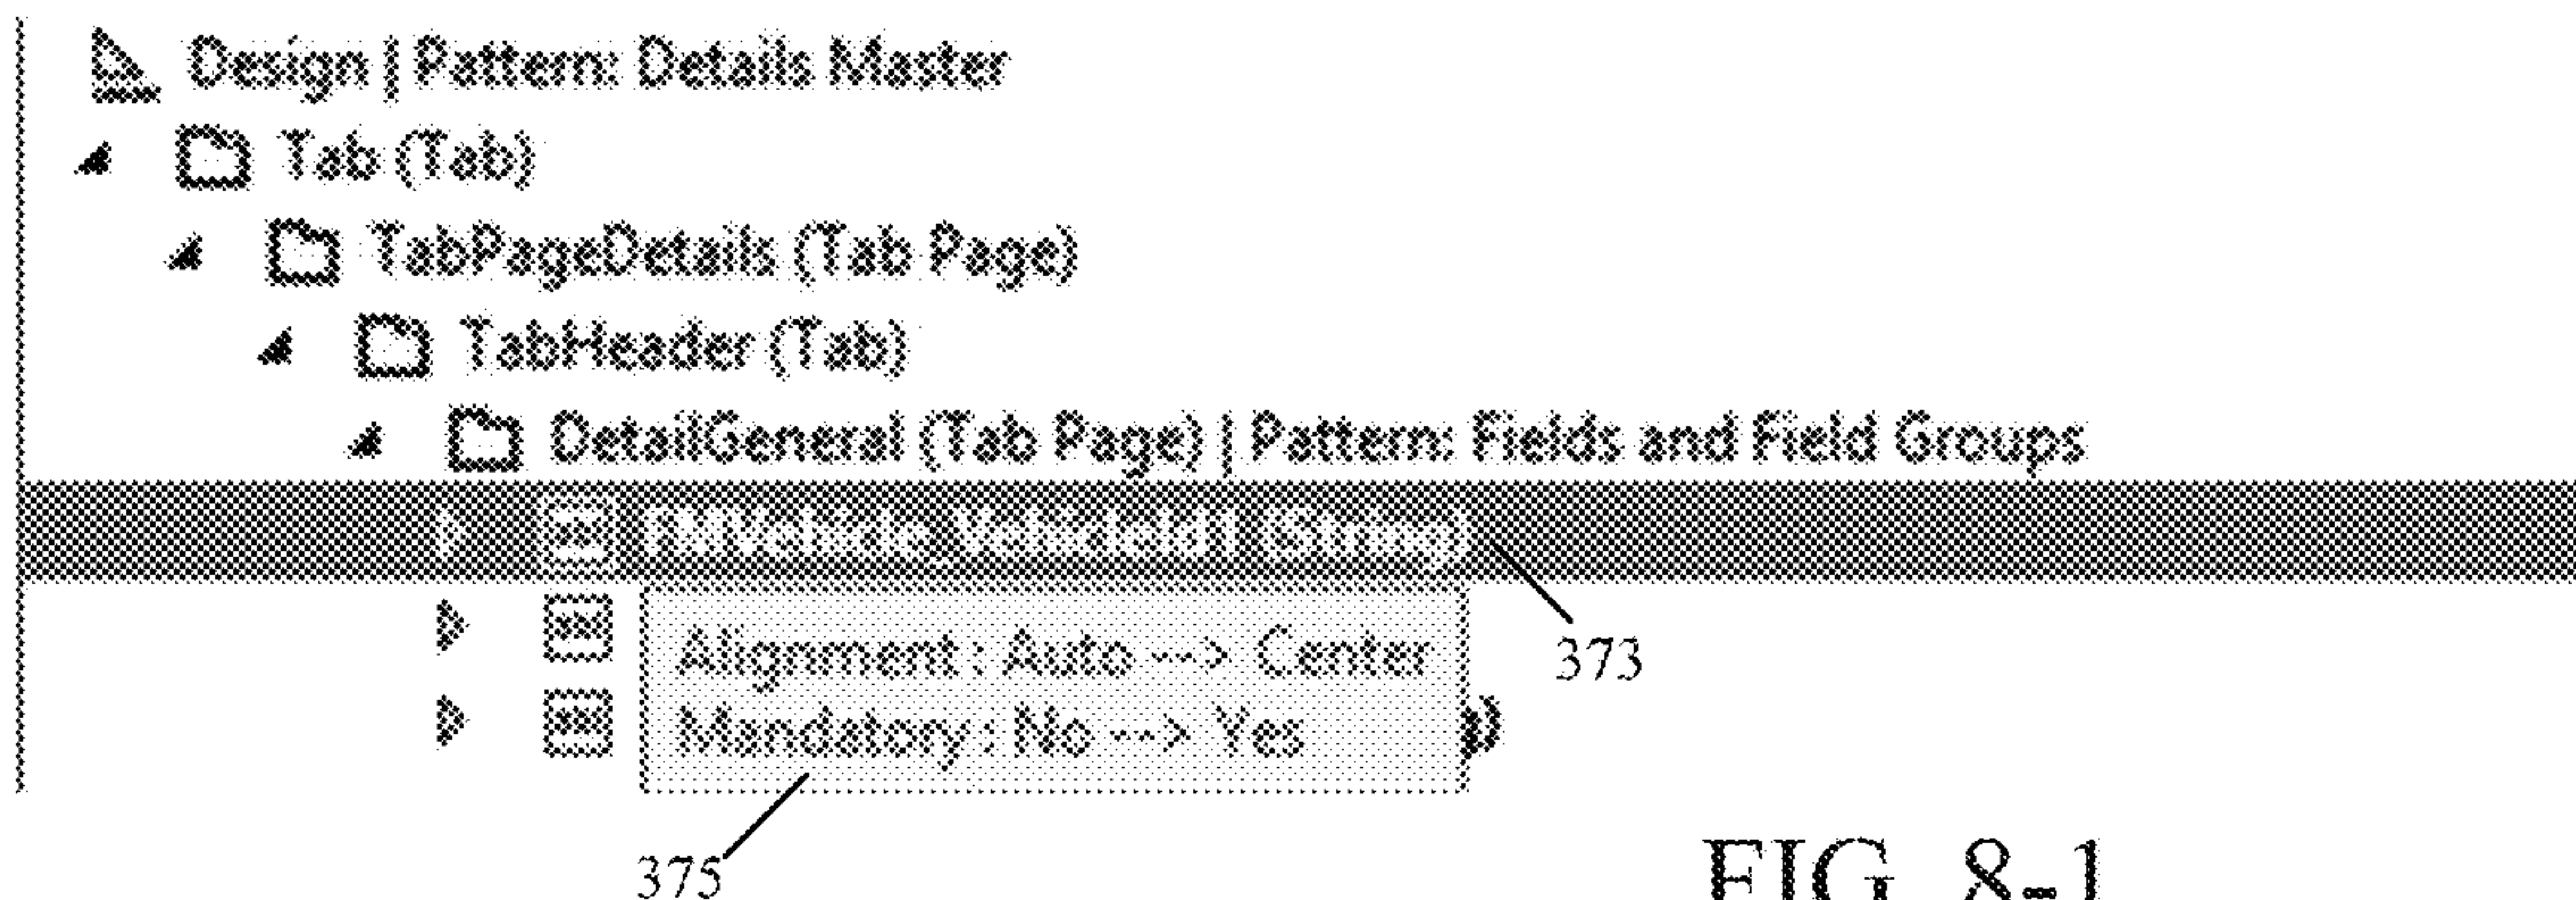 Design | Pattern: Details Master
Tab (Tab)
TabPageDetails (Tab Page)
TabHeader (Tab)
DetailGeneral (Tab Page) | Pattern: Fields and Field Groups
(String)
373
Alignment : Auto ---> Center
Mandatory : No ---> Yes
p)
375
FIG. 8-1